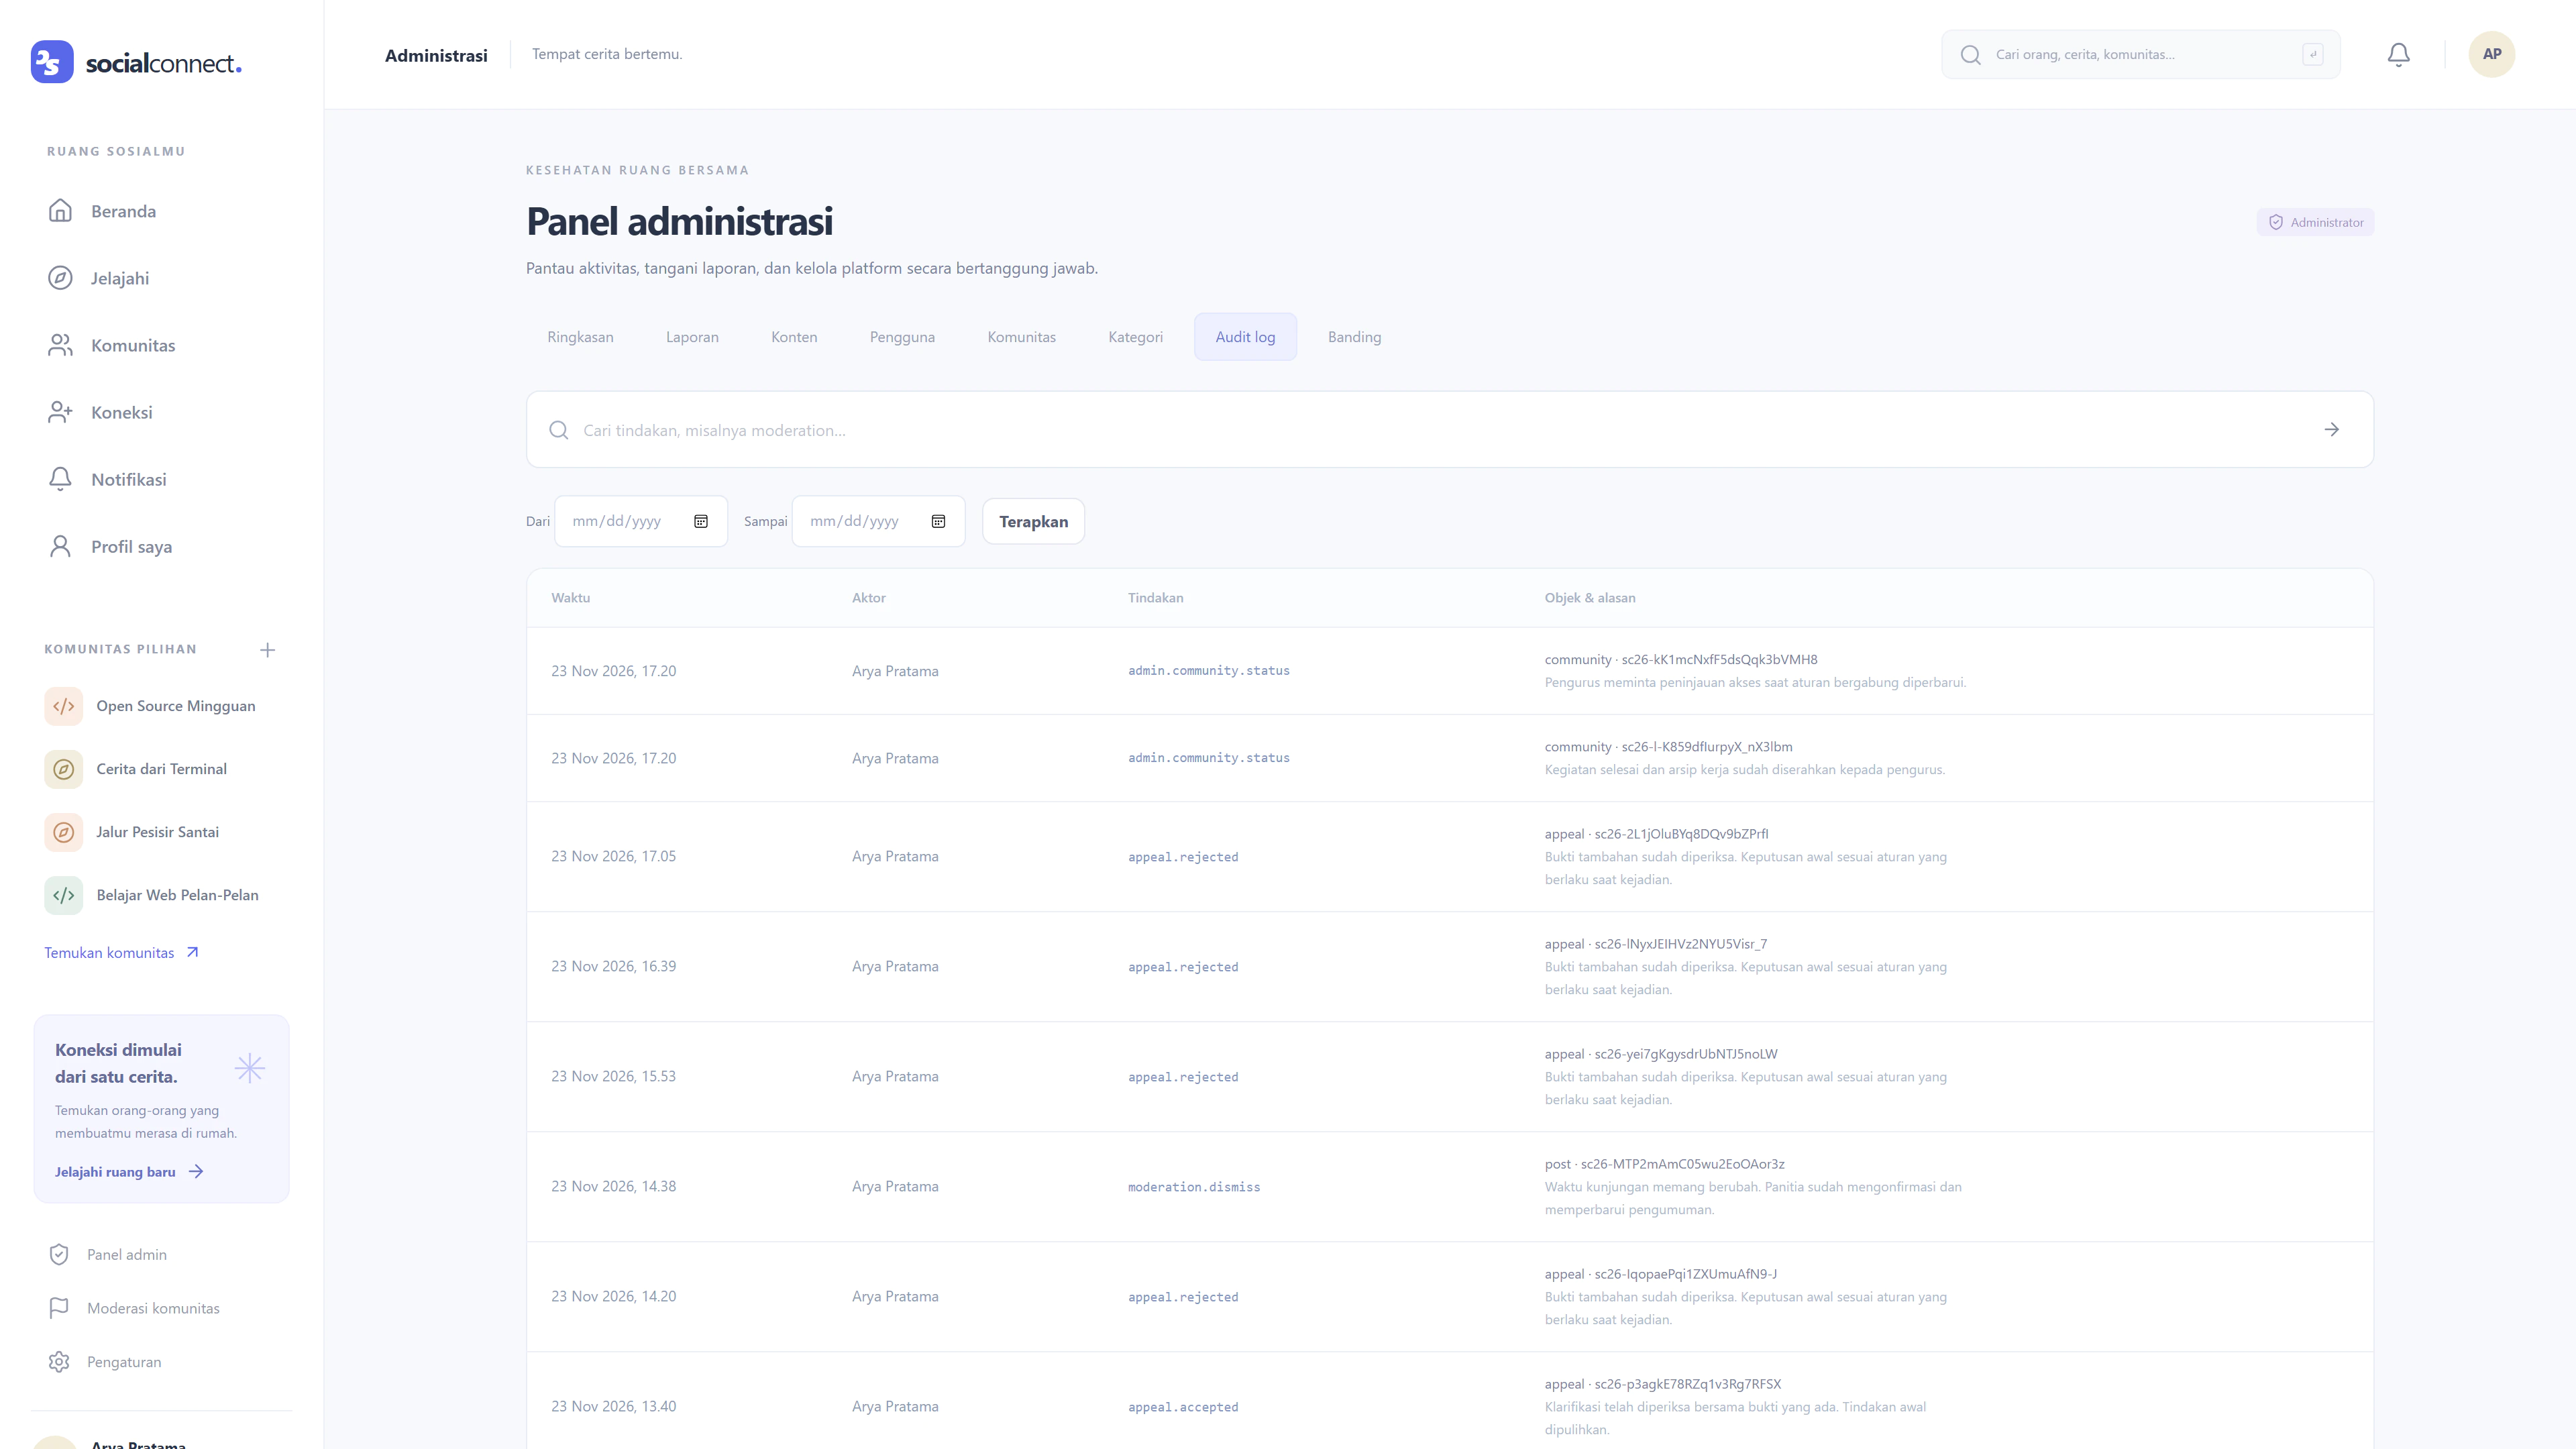 socialconnect.
RUANG SOSIALMU
Beranda
Jelajahi
Komunitas
Koneksi
Notifikasi
Profil saya
KOMUNITAS PILIHAN
Open Source Mingguan
Cerita dari Terminal
Jalur Pesisir Santai
Belajar Web Pelan-Pelan
Temukan komunitas
Koneksi dimulai
dari satu cerita.
Temukan orang-orang yang
membuatmu merasa di rumah.
Jelajahi ruang baru
Panel admin
Moderasi komunitas
Pengaturan
Arya Pratama
Administrasi
Tempat cerita bertemu.
Cari orang, cerita, komunitas...
AP
KESEHATAN RUANG BERSAMA
Panel administrasi
Administrator
Pantau aktivitas, tangani laporan, dan kelola platform secara bertanggung jawab.
Ringkasan Laporan Konten Pengguna Komunitas Kategori Audit log Banding
Cari tindakan, misalnya moderation...
Dari mm/dd/yyyy Sampai mm/dd/yyyy Terapkan
Waktu Aktor Tindakan Objek & alasan
23 Nov 2026, 17.20 Arya Pratama admin.community.status community · sc26-kK1mcNxfF5dsQqk3bVMH8
Pengurus meminta peninjauan akses saat aturan bergabung diperbarui.
23 Nov 2026, 17.20 Arya Pratama admin.community.status community · sc26-l-K859dfIurpyX_nX3lbm
Kegiatan selesai dan arsip kerja sudah diserahkan kepada pengurus.
23 Nov 2026, 17.05 Arya Pratama appeal.rejected appeal · sc26-2L1jOluBYq8DQv9bZPrfI
Bukti tambahan sudah diperiksa. Keputusan awal sesuai aturan yang
berlaku saat kejadian.
23 Nov 2026, 16.39 Arya Pratama appeal.rejected appeal · sc26-lNyxJEIHVz2NYU5Visr_7
Bukti tambahan sudah diperiksa. Keputusan awal sesuai aturan yang
berlaku saat kejadian.
23 Nov 2026, 15.53 Arya Pratama appeal.rejected appeal · sc26-yei7gKgysdrUbNTJ5noLW
Bukti tambahan sudah diperiksa. Keputusan awal sesuai aturan yang
berlaku saat kejadian.
23 Nov 2026, 14.38 Arya Pratama moderation.dismiss post · sc26-MTP2mAmC05wu2EoOAor3z
Waktu kunjungan memang berubah. Panitia sudah mengonfirmasi dan
memperbarui pengumuman.
23 Nov 2026, 14.20 Arya Pratama appeal.rejected appeal · sc26-IqopaePqi1ZXUmuAfN9-J
Bukti tambahan sudah diperiksa. Keputusan awal sesuai aturan yang
berlaku saat kejadian.
23 Nov 2026, 13.40 Arya Pratama appeal.accepted appeal · sc26-p3agkE78RZq1v3Rg7RFSX
Klarifikasi telah diperiksa bersama bukti yang ada. Tindakan awal
dipulihkan.